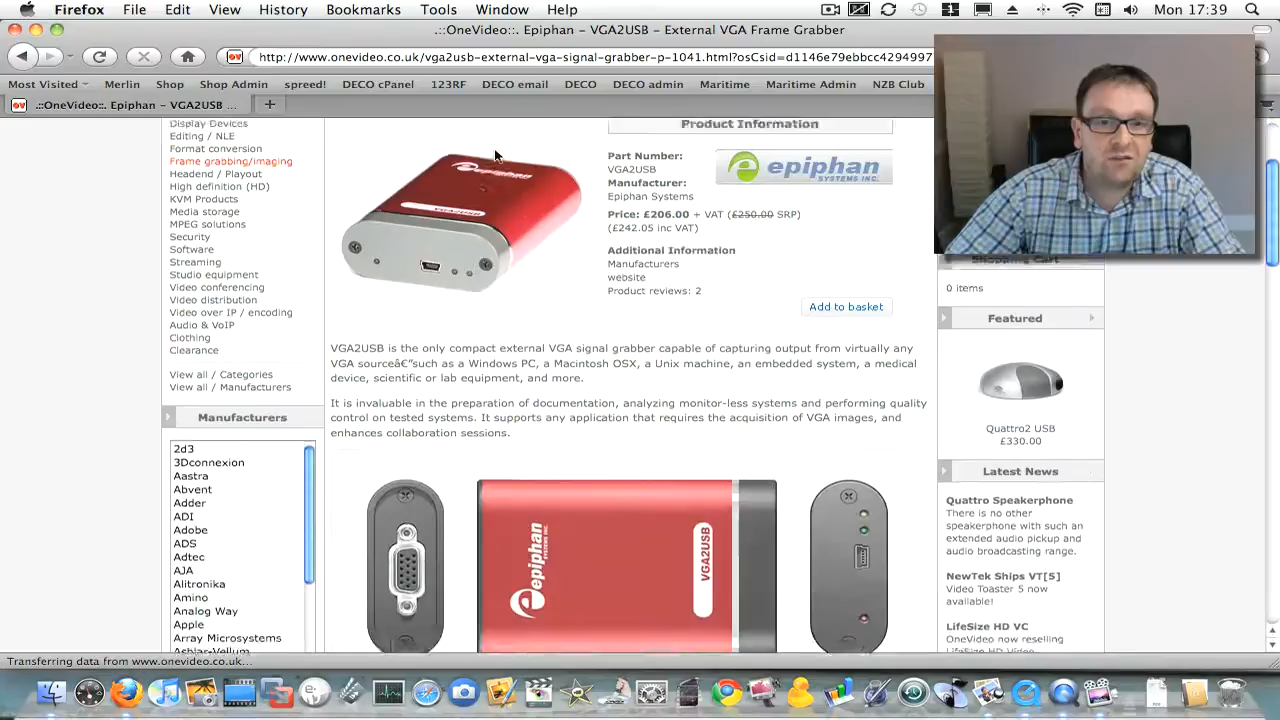 Firefox File Edit View History Bookmarks Tools Window Help Mon 17:39
.::OneVideo::. Epiphan – VGA2USB – External VGA Frame Grabber
http://www.onevideo.co.uk/vga2usb-external-vga-signal-grabber-p-1041.html?osCsid=d1146e79ebbcc4294997
Most Visited Merlin Shop Shop Admin spreed! DECO cPanel 123RF DECO email DECO DECO admin Maritime Maritime Admin NZB Club
.::OneVideo::. Epiphan – VGA2USB ...
Display Devices
Editing / NLE
Format conversion
Frame grabbing/imaging
Headend / Playout
High definition (HD)
KVM Products
Media storage
MPEG solutions
Security
Software
Streaming
Studio equipment
Video conferencing
Video distribution
Video over IP / encoding
Audio & VoIP
Clothing
Clearance
View all / Categories
View all / Manufacturers
Manufacturers
2d3
3Dconnexion
Aastra
Abvent
Adder
ADI
Adobe
ADS
Adtec
AJA
Alitronika
Amino
Analog Way
Apple
Array Microsystems
Ashlar-Vellum
epiphan
VGA2USB
Product Information
Part Number:
VGA2USB
Manufacturer:
Epiphan Systems
Price: £206.00 + VAT (£250.00 SRP)
(£242.05 inc VAT)
epiphan
SYSTEMS INC.
Additional Information
Manufacturers
website
Product reviews: 2
Add to basket
VGA2USB is the only compact external VGA signal grabber capable of capturing output from virtually any
VGA sourceâ€"such as a Windows PC, a Macintosh OSX, a Unix machine, an embedded system, a medical
device, scientific or lab equipment, and more.
It is invaluable in the preparation of documentation, analyzing monitor-less systems and performing quality
control on tested systems. It supports any application that requires the acquisition of VGA images, and
enhances collaboration sessions.
epiphan
SYSTEMS INC.
VGA2USB
Shopping Cart
0 items
Featured
Quattro2 USB
£330.00
Latest News
Quattro Speakerphone
There is no other
speakerphone with such an
extended audio pickup and
audio broadcasting range.
NewTek Ships VT[5]
Video Toaster 5 now
available!
LifeSize HD VC
OneVideo now reselling
LifeSize HD Video
Transferring data from www.onevideo.co.uk...